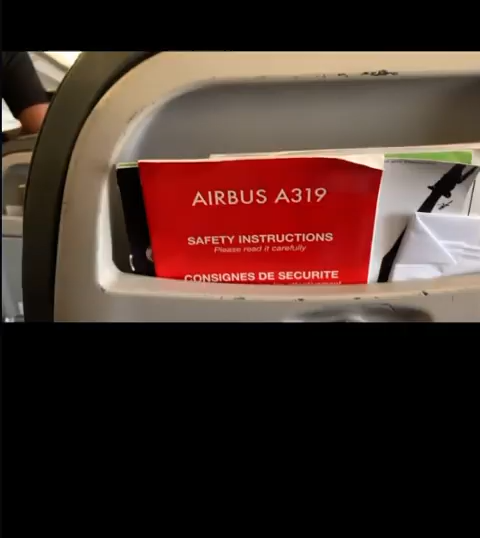 AIRBUS A319
SAFETY INSTRUCTIONS
Please read it carefully
CONSIGNES DE SECURITE